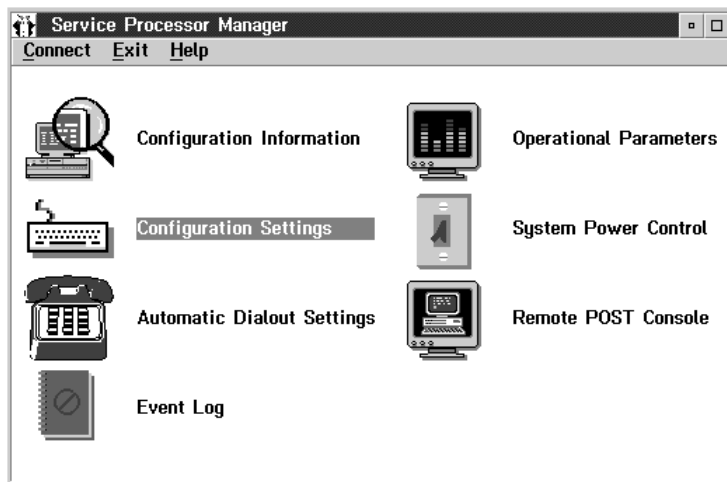 Service Processor Manager
Connect Exit Help
Configuration Information
Operational Parameters
Configuration Settings
System Power Control
Automatic Dialout Settings
Remote POST Console
Event Log